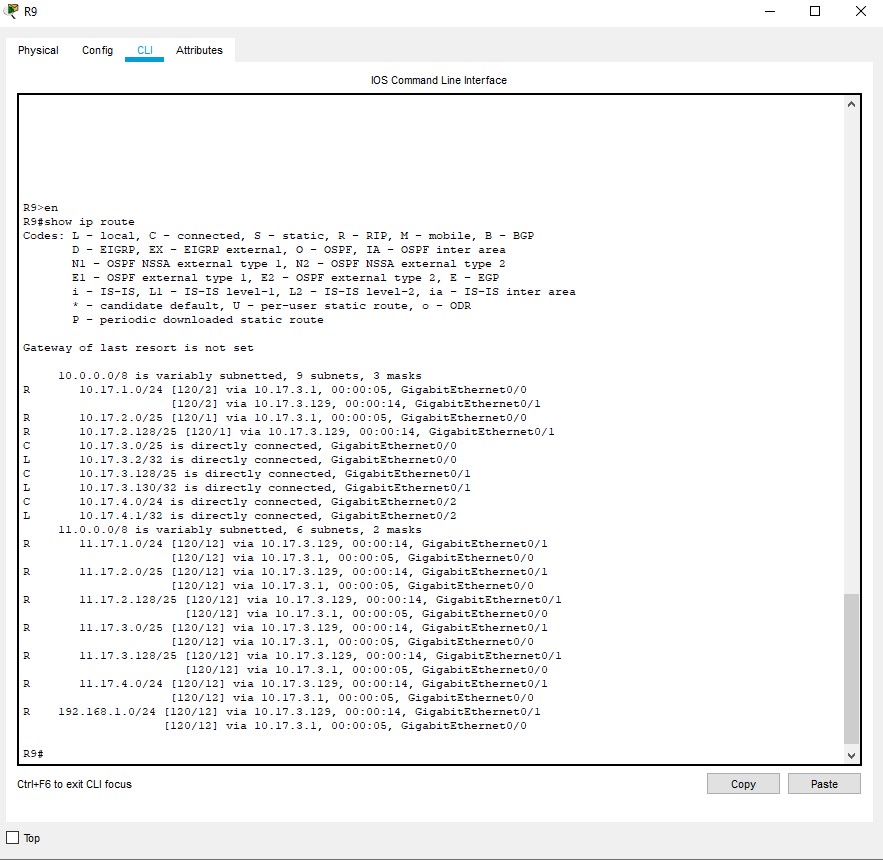 R9
Physical Config CLI Attributes
IOS Command Line Interface
R9>en
R9#show ip route
Codes: L - local, C - connected, S - static, R - RIP, M - mobile, B - BGP
       D - EIGRP, EX - EIGRP external, O - OSPF, IA - OSPF inter area
       N1 - OSPF NSSA external type 1, N2 - OSPF NSSA external type 2
       E1 - OSPF external type 1, E2 - OSPF external type 2, E - EGP
       i - IS-IS, L1 - IS-IS level-1, L2 - IS-IS level-2, ia - IS-IS inter area
       * - candidate default, U - per-user static route, o - ODR
       P - periodic downloaded static route
Gateway of last resort is not set
     10.0.0.0/8 is variably subnetted, 9 subnets, 3 masks
R       10.17.1.0/24 [120/2] via 10.17.3.1, 00:00:05, GigabitEthernet0/0
                     [120/2] via 10.17.3.129, 00:00:14, GigabitEthernet0/1
R       10.17.2.0/25 [120/1] via 10.17.3.1, 00:00:05, GigabitEthernet0/0
R       10.17.2.128/25 [120/1] via 10.17.3.129, 00:00:14, GigabitEthernet0/1
C       10.17.3.0/25 is directly connected, GigabitEthernet0/0
L       10.17.3.2/32 is directly connected, GigabitEthernet0/0
C       10.17.3.128/25 is directly connected, GigabitEthernet0/1
L       10.17.3.130/32 is directly connected, GigabitEthernet0/1
C       10.17.4.0/24 is directly connected, GigabitEthernet0/2
L       10.17.4.1/32 is directly connected, GigabitEthernet0/2
     11.0.0.0/8 is variably subnetted, 6 subnets, 2 masks
R       11.17.1.0/24 [120/12] via 10.17.3.129, 00:00:14, GigabitEthernet0/1
                     [120/12] via 10.17.3.1, 00:00:05, GigabitEthernet0/0
R       11.17.2.0/25 [120/12] via 10.17.3.129, 00:00:14, GigabitEthernet0/1
                     [120/12] via 10.17.3.1, 00:00:05, GigabitEthernet0/0
R       11.17.2.128/25 [120/12] via 10.17.3.129, 00:00:14, GigabitEthernet0/1
                       [120/12] via 10.17.3.1, 00:00:05, GigabitEthernet0/0
R       11.17.3.0/25 [120/12] via 10.17.3.129, 00:00:14, GigabitEthernet0/1
                     [120/12] via 10.17.3.1, 00:00:05, GigabitEthernet0/0
R       11.17.3.128/25 [120/12] via 10.17.3.129, 00:00:14, GigabitEthernet0/1
                       [120/12] via 10.17.3.1, 00:00:05, GigabitEthernet0/0
R       11.17.4.0/24 [120/12] via 10.17.3.129, 00:00:14, GigabitEthernet0/1
                     [120/12] via 10.17.3.1, 00:00:05, GigabitEthernet0/0
R    192.168.1.0/24 [120/12] via 10.17.3.129, 00:00:14, GigabitEthernet0/1
                    [120/12] via 10.17.3.1, 00:00:05, GigabitEthernet0/0
R9#
Ctrl+F6 to exit CLI focus Copy Paste
Top